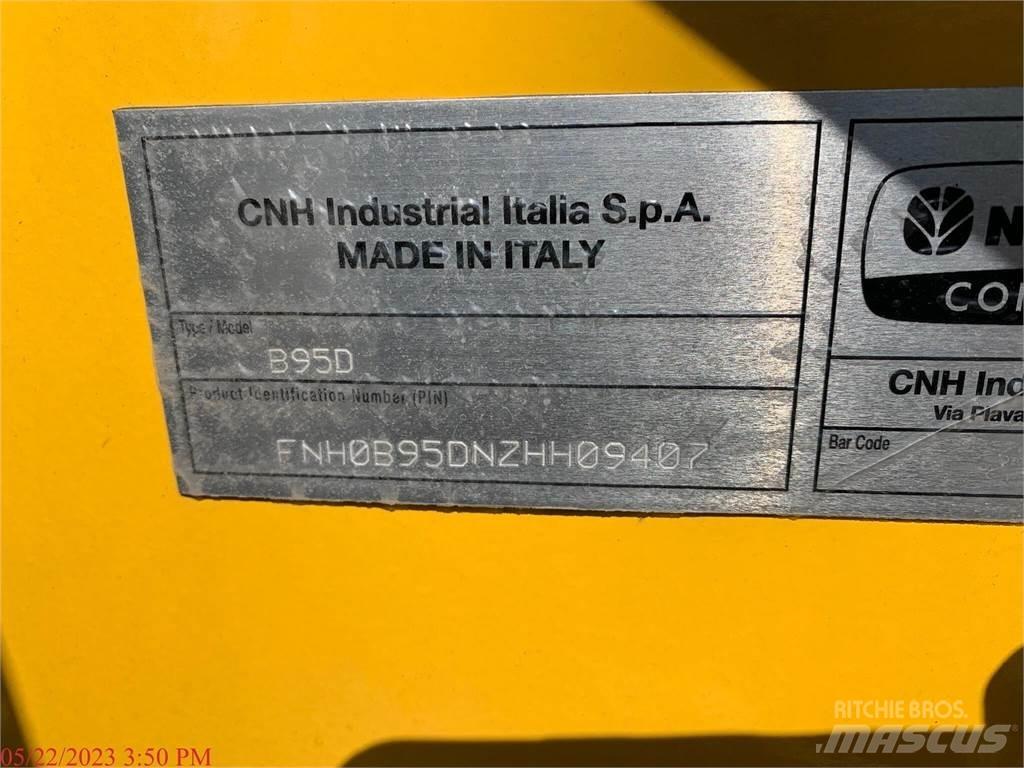 CNH Industrial Italia S.p.A.
MADE IN ITALY
Type / Model
B95D
Product Identification Number (PIN)
FNH0B95DNZHH09407
N
CO
CNH Ind
Via Plava
Bar Code
05/22/2023 3:50 PM
RITCHIE BROS.
MASCUS